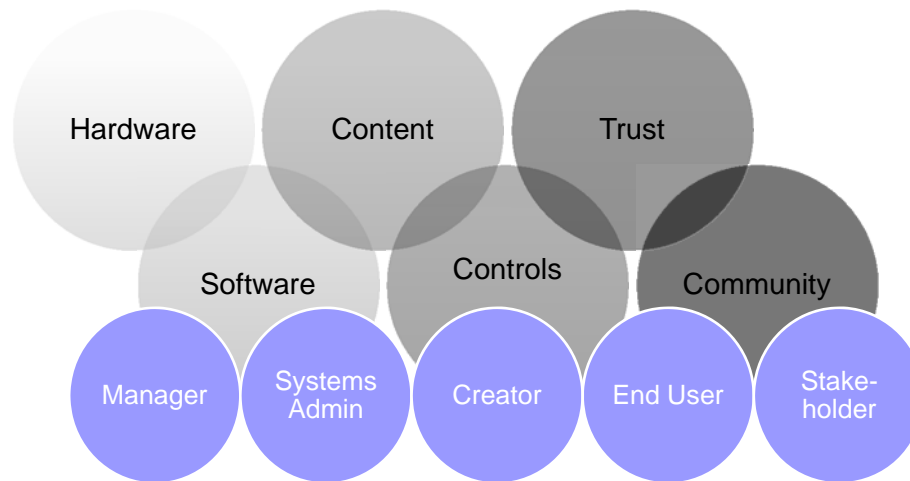 Hardware
Content
Trust
Software
Controls
Community
Manager
Systems
Admin
Creator
End User
Stake-
holder